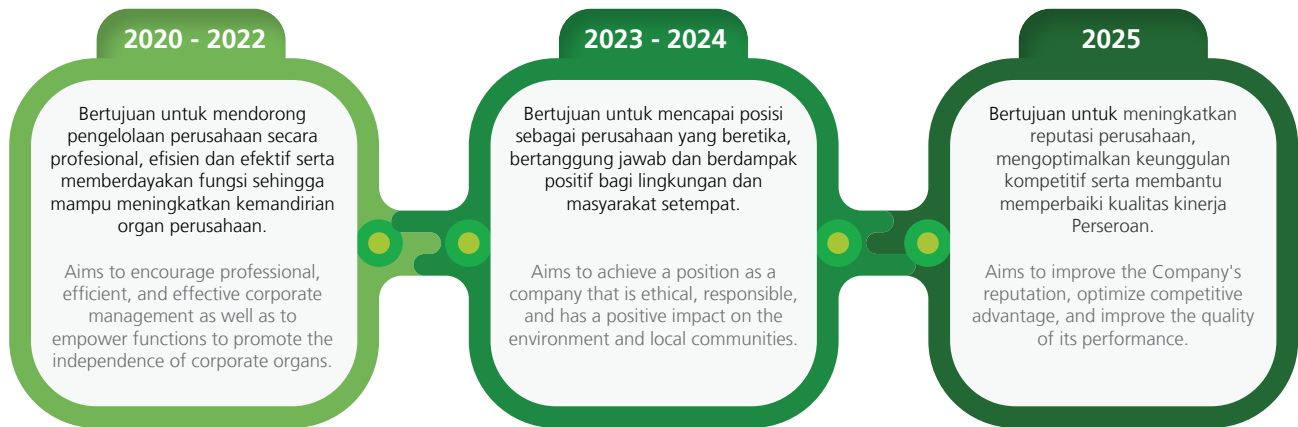 2020 - 2022
Bertujuan untuk mendorong
pengelolaan perusahaan secara
profesional, efisien dan efektif serta
memberdayakan fungsi sehingga
mampu meningkatkan kemandirian
organ perusahaan.
Aims to encourage professional,
efficient, and effective corporate
management as well as to
empower functions to promote the
independence of corporate organs.
2023 - 2024
Bertujuan untuk mencapai posisi
sebagai perusahaan yang beretika,
bertanggung jawab dan berdampak
positif bagi lingkungan dan
masyarakat setempat.
Aims to achieve a position as a
company that is ethical, responsible,
and has a positive impact on the
environment and local communities.
2025
Bertujuan untuk meningkatkan
reputasi perusahaan,
mengoptimalkan keunggulan
kompetitif serta membantu
memperbaiki kualitas kinerja
Perseroan.
Aims to improve the Company's
reputation, optimize competitive
advantage, and improve the quality
of its performance.